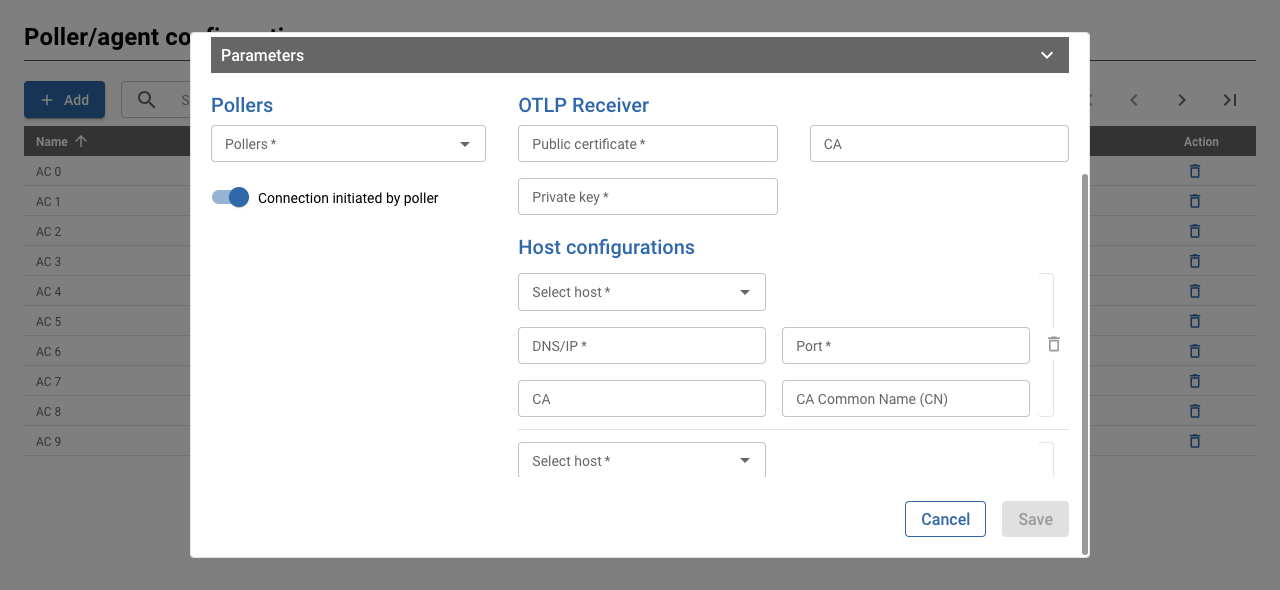 Poller/agent co
Add
Name
Action
AC 0
AC 1
AC 2
AC 3
AC 4
AC 5
AC 6
AC 7
AC 8
AC 9
Parameters
Pollers
OTLP Receiver
Pollers *
Public certificate *
CA
Connection initiated by poller
Private key *
Host configurations
Select host *
DNS/IP *
Port *
CA
CA Common Name (CN)
Select host *
Cancel
Save